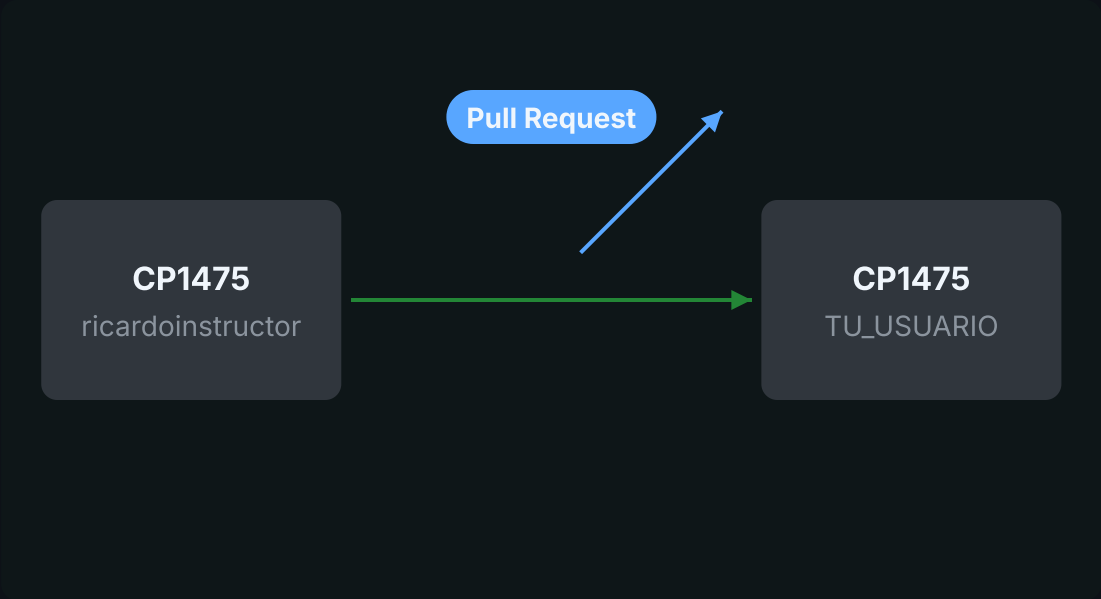 Pull Request
CP1475
ricardoinstructor
CP1475
TU_USUARIO